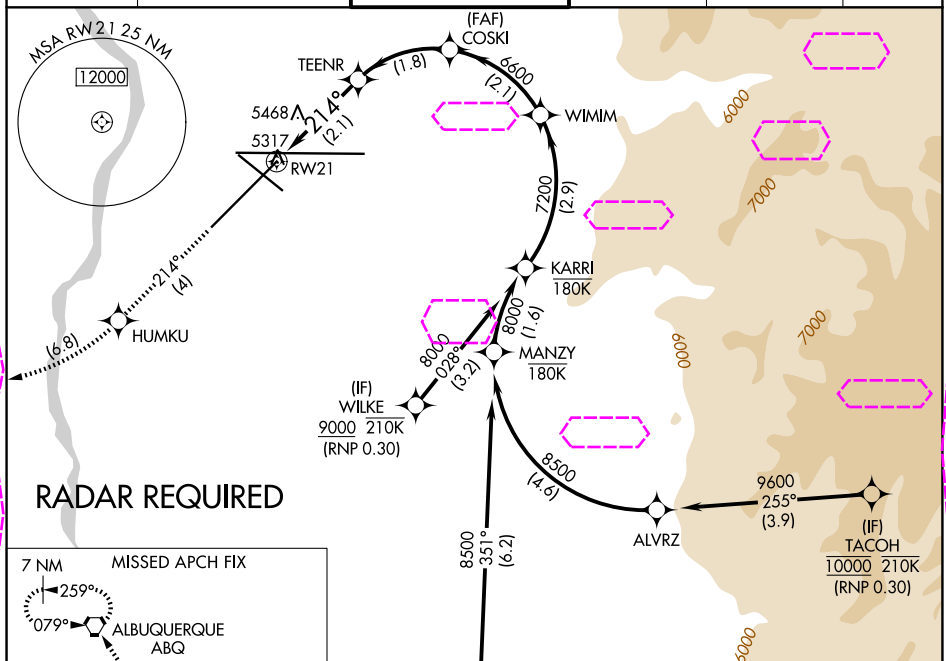 MSA RW 21 25 NM
12000
(FAF)
COSKI
TEENR
(1.8)
6600
(2.1)
WIMIM
5468
214°
(2.1)
5317
RW21
6000
7000
7200
(2.9)
KARRI
180K
214°
(4)
HUMKU
(6.8)
8000
(1.6)
MANZY
180K
8000
028°
(3.2)
(IF)
WILKE
9000 210K
(RNP 0.30)
6000
7000
RADAR REQUIRED
8500
(4.6)
8500
351°
(6.2)
ALVRZ
9600
255°
(3.9)
(IF)
TACOH
10000 210K
(RNP 0.30)
MISSED APCH FIX
7 NM
259°
079°
ALBUQUERQUE
ABQ
6000